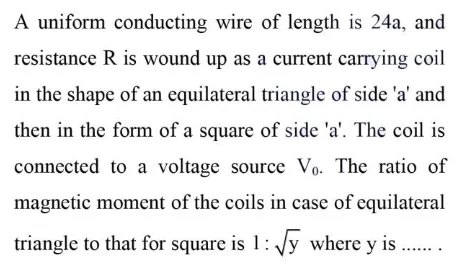 A uniform conducting wire of length is 24a, and
resistance R is wound up as a current carrying coil
in the shape of an equilateral triangle of side 'a' and
then in the form of a square of side 'a'. The coil is
connected to a voltage source V₀. The ratio of
magnetic moment of the coils in case of equilateral
triangle to that for square is 1 : √y where y is ...... .